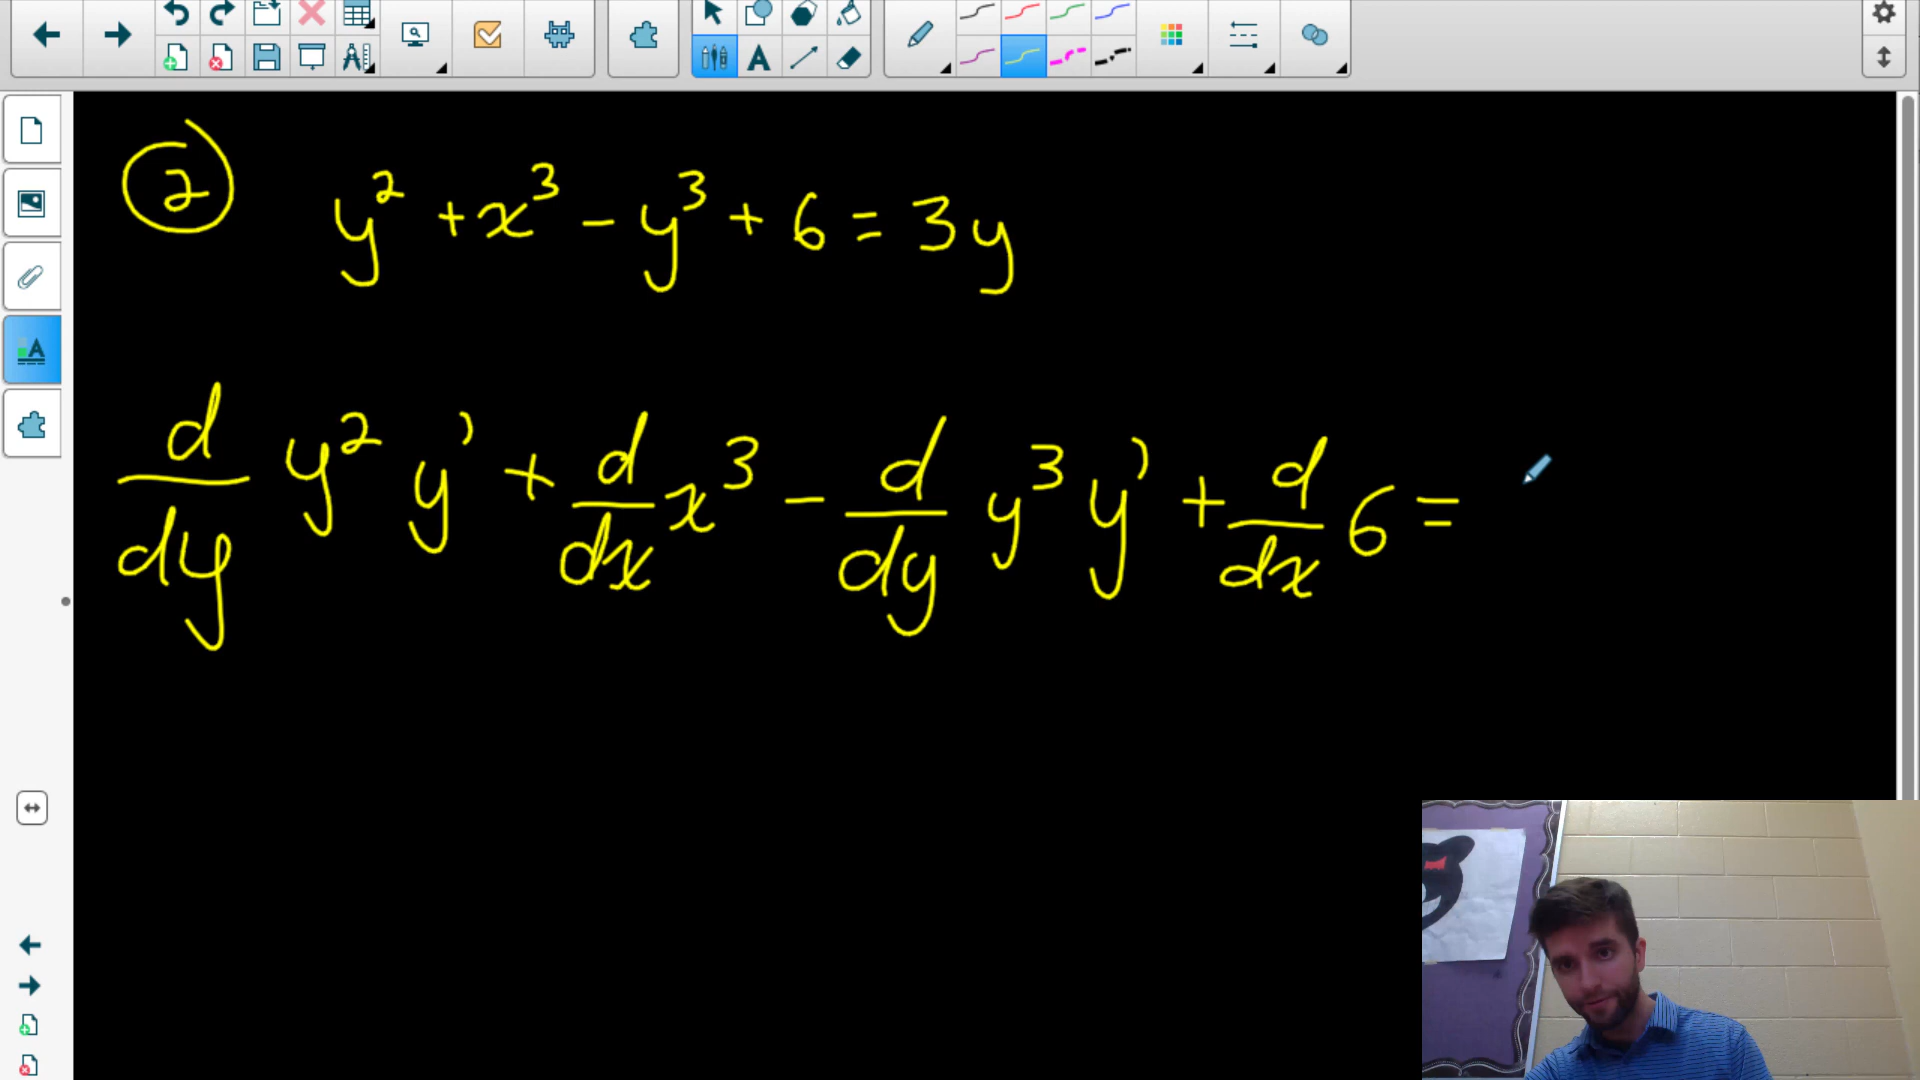 ② y² + x³ - y³ + 6 = 3y
d/dy y² y' + d/dx x³ - d/dy y³ y' + d/dx 6 =